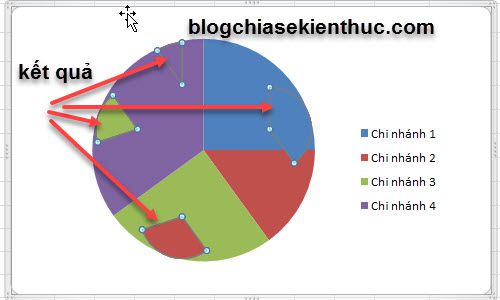 blogchiasekienthuc.com
kết quả
Chi nhánh 1
Chi nhánh 2
Chi nhánh 3
Chi nhánh 4